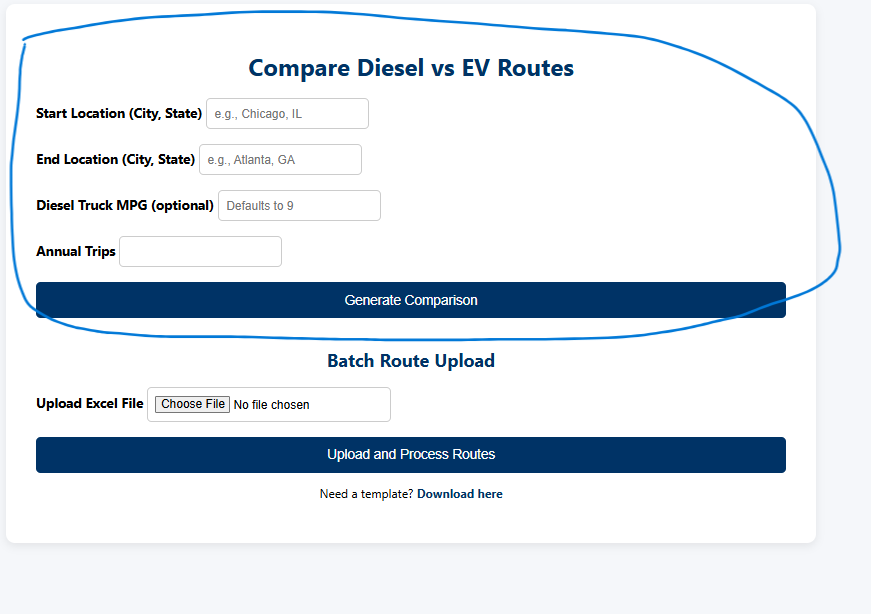 Compare Diesel vs EV Routes
Start Location (City, State) e.g., Chicago, IL
End Location (City, State) e.g., Atlanta, GA
Diesel Truck MPG (optional) Defaults to 9
Annual Trips
Generate Comparison
Batch Route Upload
Upload Excel File Choose File No file chosen
Upload and Process Routes
Need a template? Download here